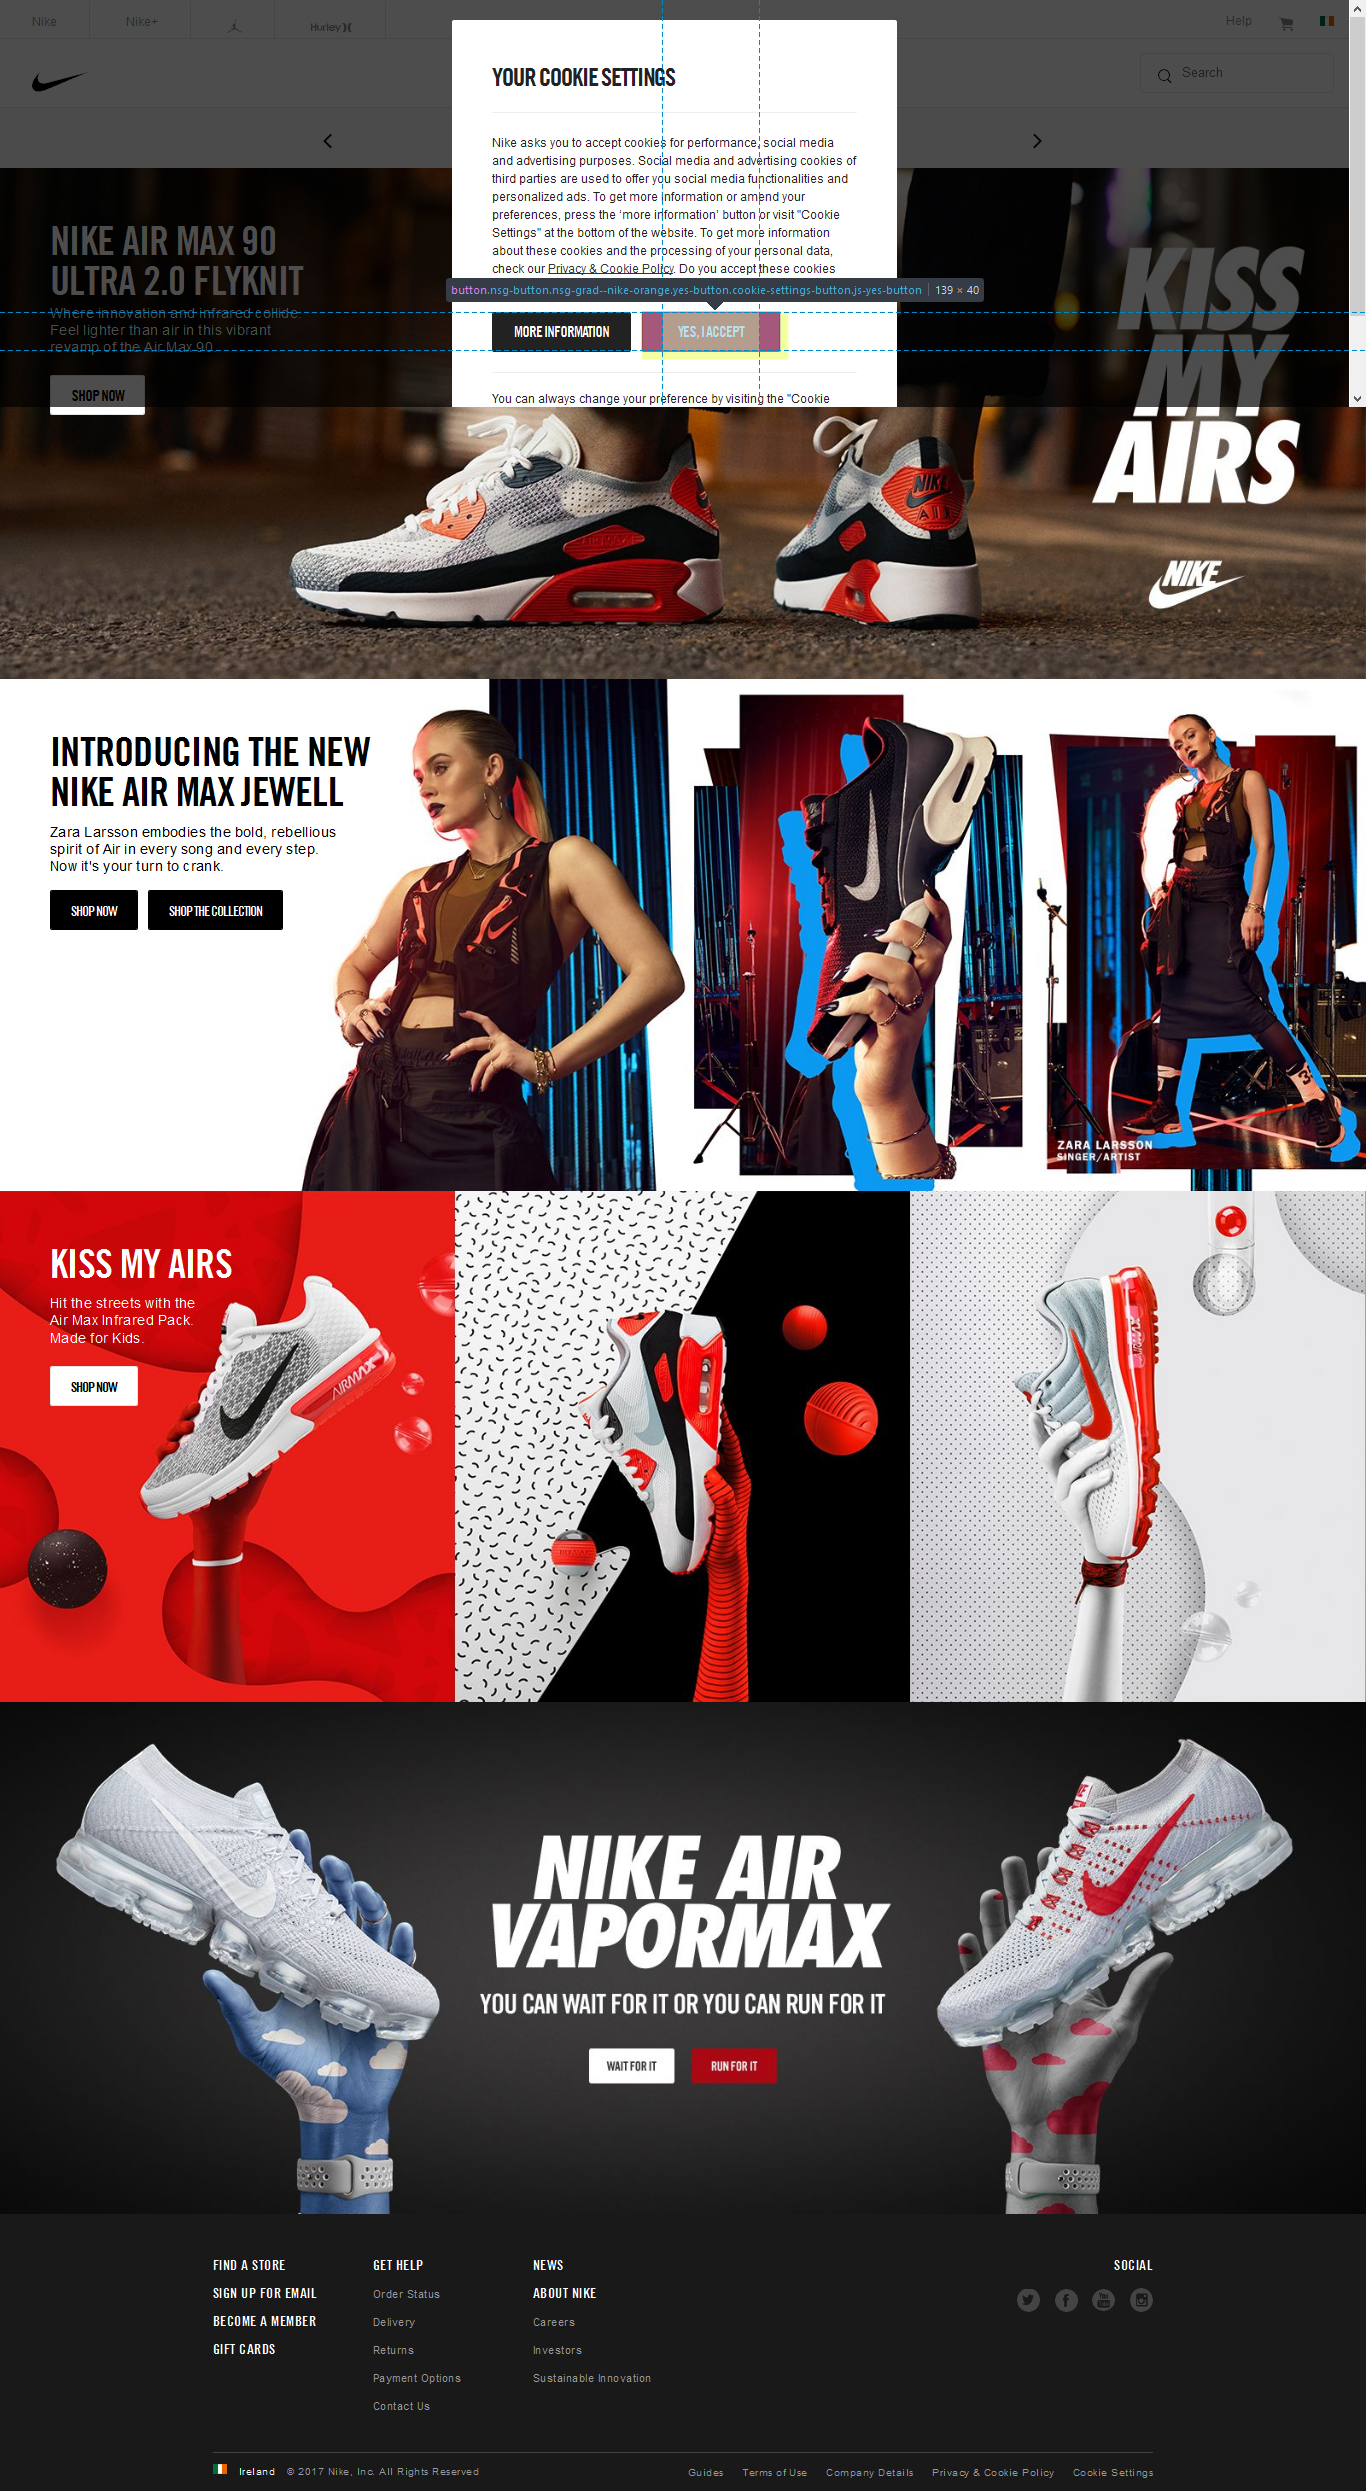 Nike
Nike+
Hurley
Help
Search
YOUR COOKIE SETTINGS
Nike asks you to accept cookies for performance, social media
and advertising purposes. Social media and advertising cookies of
third parties are used to offer you social media functionalities and
personalized ads. To get more information or amend your
preferences, press the ‘more information’ button or visit "Cookie
Settings" at the bottom of the website. To get more information
about these cookies and the processing of your personal data,
check our Privacy & Cookie Policy. Do you accept these cookies
button.nsg-button.nsg-grad--nike-orange.yes-button.cookie-settings-button.js-yes-button | 139 × 40
MORE INFORMATION
YES, I ACCEPT
You can always change your preference by visiting the "Cookie
NIKE AIR MAX 90
ULTRA 2.0 FLYKNIT
Where innovation and infrared collide.
Feel lighter than air in this vibrant
revamp of the Air Max 90.
SHOP NOW
KISS
MY
AIRS
NIKE
NIKE
AIR
INTRODUCING THE NEW
NIKE AIR MAX JEWELL
Zara Larsson embodies the bold, rebellious
spirit of Air in every song and every step.
Now it's your turn to crank.
SHOP NOW
SHOP THE COLLECTION
ZARA LARSSON
SINGER/ARTIST
KISS MY AIRS
Hit the streets with the
Air Max Infrared Pack.
Made for Kids.
SHOP NOW
AIRMAX
NIKE AIR
VAPORMAX
YOU CAN WAIT FOR IT OR YOU CAN RUN FOR IT
WAIT FOR IT
RUN FOR IT
FIND A STORE
SIGN UP FOR EMAIL
BECOME A MEMBER
GIFT CARDS
GET HELP
Order Status
Delivery
Returns
Payment Options
Contact Us
NEWS
ABOUT NIKE
Careers
Investors
Sustainable Innovation
SOCIAL
Ireland
© 2017 Nike, Inc. All Rights Reserved
Guides
Terms of Use
Company Details
Privacy & Cookie Policy
Cookie Settings